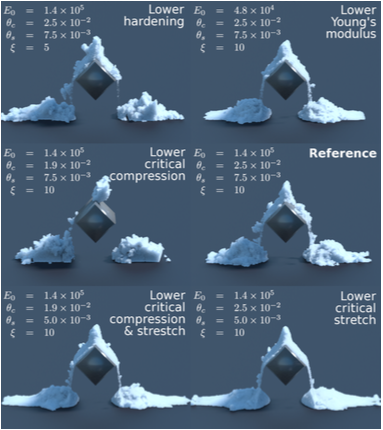 E₀ = 1.4 × 10⁵
θc = 2.5 × 10⁻²
θs = 7.5 × 10⁻³
ξ = 5
Lower
hardening
E₀ = 4.8 × 10⁴
θc = 2.5 × 10⁻²
θs = 7.5 × 10⁻³
ξ = 10
Lower
Young's
modulus
E₀ = 1.4 × 10⁵
θc = 1.9 × 10⁻²
θs = 7.5 × 10⁻³
ξ = 10
Lower
critical
compression
E₀ = 1.4 × 10⁵
θc = 2.5 × 10⁻²
θs = 7.5 × 10⁻³
ξ = 10
Reference
E₀ = 1.4 × 10⁵
θc = 1.9 × 10⁻²
θs = 5.0 × 10⁻³
ξ = 10
Lower
critical
compression
& strestch
E₀ = 1.4 × 10⁵
θc = 2.5 × 10⁻²
θs = 5.0 × 10⁻³
ξ = 10
Lower
critical
stretch